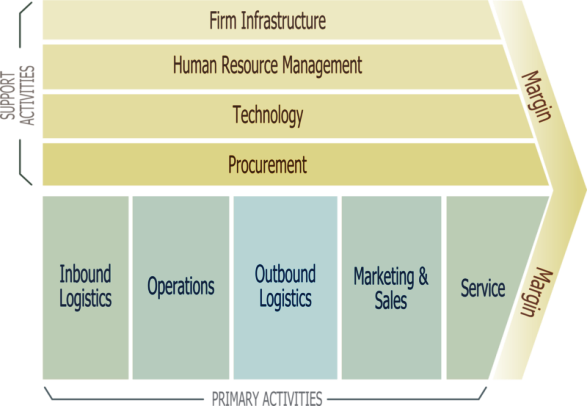 SUPPORT
ACTIVITIES
Firm Infrastructure
Human Resource Management
Technology
Procurement
Margin
Inbound
Logistics
Operations
Outbound
Logistics
Marketing &
Sales
Service
Margin
PRIMARY ACTIVITIES